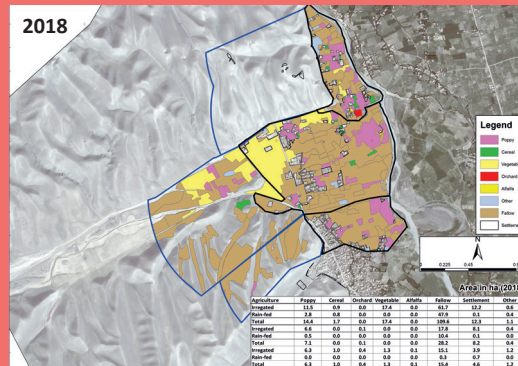 2018
Legend
Poppy
Cereal
Orchard
Alfalfa
Other
Fallow
N
0.225 0.45
Area in ha (2018
Agriculture Poppy Cereal Orchard Vegetable Alfalfa Fallow Settlement Other
Irregated 11.5 0.9 0.0 17.4 0.0 61.7 12.2 0.6
Rain-fed 2.8 0.8 0.0 0.0 0.0 47.9 0.1 0.4
Total 14.4 1.7 0.0 17.4 0.0 109.6 12.3 1.1
Irregated 6.6 0.0 0.1 0.0 0.0 17.8 8.1 0.4
Rain-fed 0.5 0.0 0.0 0.0 0.0 10.4 0.1 0.0
Total 7.1 0.0 0.1 0.0 0.0 28.2 8.2 0.4
Irregated 6.3 1.0 0.4 1.3 0.1 15.1 3.9 1.2
Rain-fed 0.0 0.0 0.0 0.0 0.0 0.3 0.7 0.0
Total 6.3 1.0 0.4 1.3 0.1 15.4 4.6 1.2